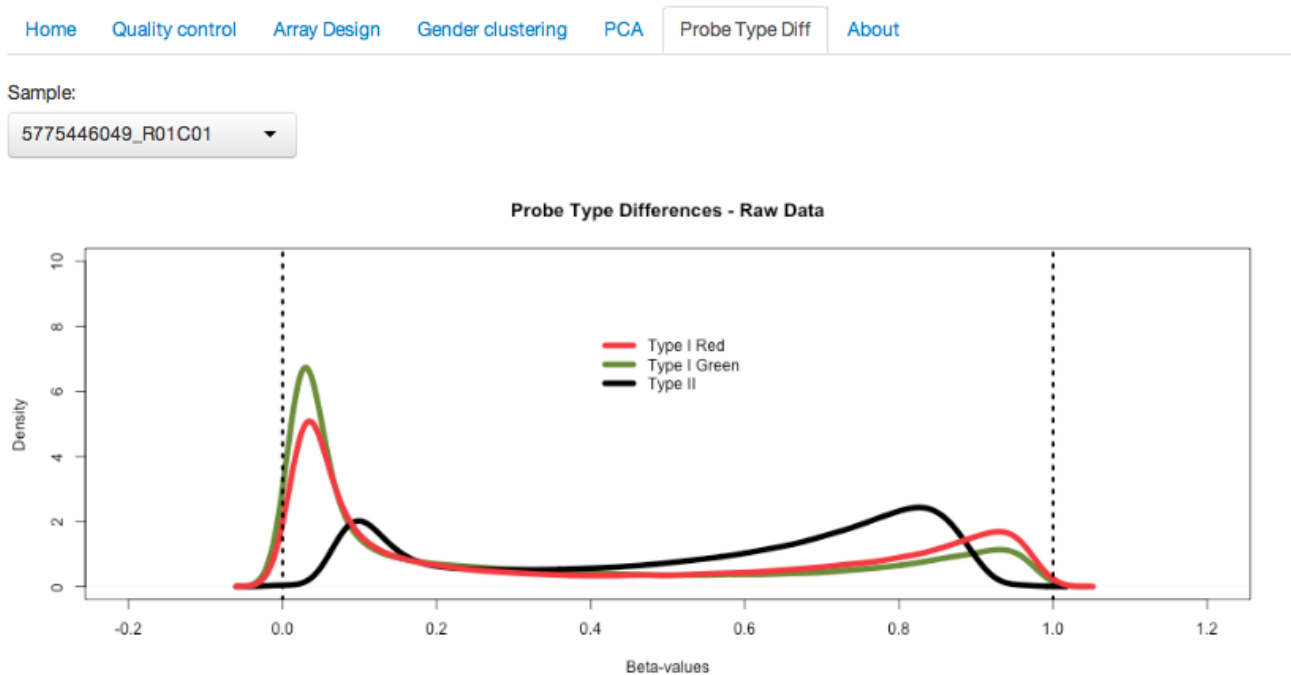 Home Quality control Array Design Gender clustering PCA Probe Type Diff About
Sample:
5775446049_R01C01
Probe Type Differences - Raw Data
10
8
6
4
2
0
Density
Type I Red
Type I Green
Type II
-0.2 0.0 0.2 0.4 0.6 0.8 1.0 1.2
Beta-values